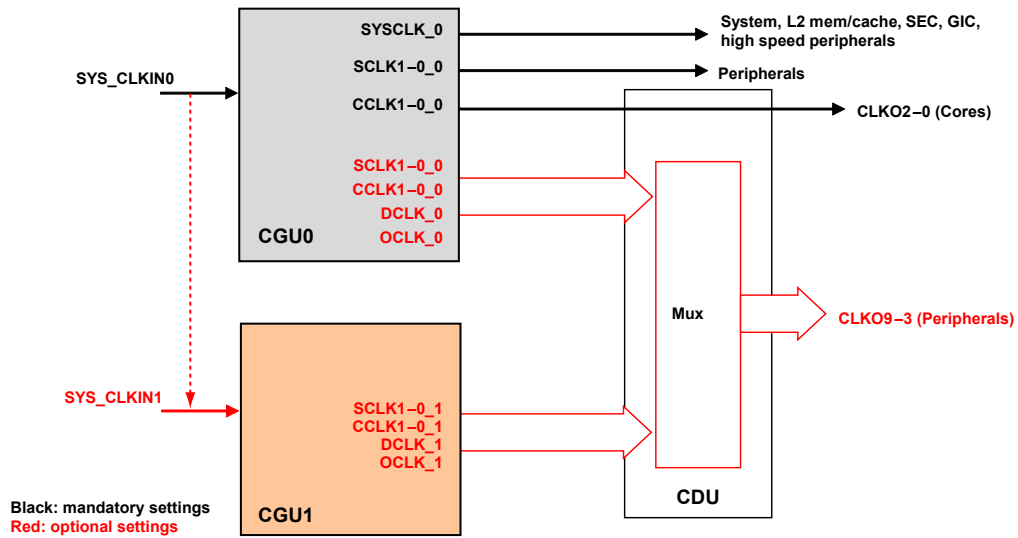 SYSCLK_0
System, L2 mem/cache, SEC, GIC,
high speed peripherals
SYS_CLKIN0
SCLK1–0_0
Peripherals
CCLK1–0_0
CLKO2–0 (Cores)
SCLK1–0_0
CCLK1–0_0
DCLK_0
OCLK_0
CGU0
Mux
CLKO9–3 (Peripherals)
SYS_CLKIN1
SCLK1–0_1
CCLK1–0_1
DCLK_1
OCLK_1
CGU1
CDU
Black: mandatory settings
Red: optional settings